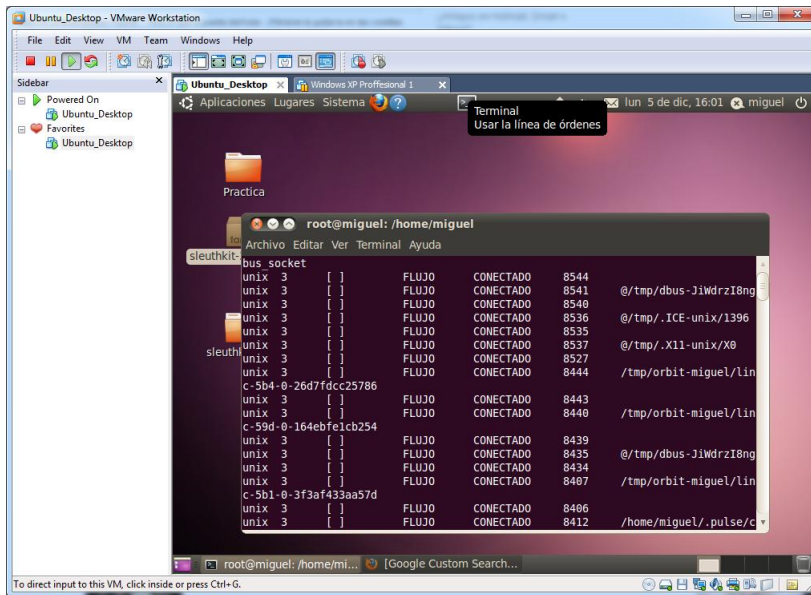 Ubuntu_Desktop - VMware Workstation
File Edit View VM Team Windows Help
Sidebar
Powered On
Ubuntu_Desktop
Favorites
Ubuntu_Desktop
Ubuntu_Desktop
Windows XP Proffesional 1
Aplicaciones Lugares Sistema
lun 5 de dic, 16:01 miguel
Terminal
Usar la línea de órdenes
Practica
sleuthkit-
sleuth
root@miguel: /home/miguel
Archivo Editar Ver Terminal Ayuda
bus_socket
unix 3 [ ] FLUJO CONECTADO 8544
unix 3 [ ] FLUJO CONECTADO 8541 @/tmp/dbus-JiWdrzI8ng
unix 3 [ ] FLUJO CONECTADO 8540
unix 3 [ ] FLUJO CONECTADO 8536 @/tmp/.ICE-unix/1396
unix 3 [ ] FLUJO CONECTADO 8535
unix 3 [ ] FLUJO CONECTADO 8537 @/tmp/.X11-unix/X0
unix 3 [ ] FLUJO CONECTADO 8527
unix 3 [ ] FLUJO CONECTADO 8444 /tmp/orbit-miguel/lin
c-5b4-0-26d7fdcc25786
unix 3 [ ] FLUJO CONECTADO 8443
unix 3 [ ] FLUJO CONECTADO 8440 /tmp/orbit-miguel/lin
c-59d-0-164ebfe1cb254
unix 3 [ ] FLUJO CONECTADO 8439
unix 3 [ ] FLUJO CONECTADO 8435 @/tmp/dbus-JiWdrzI8ng
unix 3 [ ] FLUJO CONECTADO 8434
unix 3 [ ] FLUJO CONECTADO 8407 /tmp/orbit-miguel/lin
c-5b1-0-3f3af433aa57d
unix 3 [ ] FLUJO CONECTADO 8406
unix 3 [ ] FLUJO CONECTADO 8412 /home/miguel/.pulse/c
root@miguel: /home/mi...
[Google Custom Search...
To direct input to this VM, click inside or press Ctrl+G.